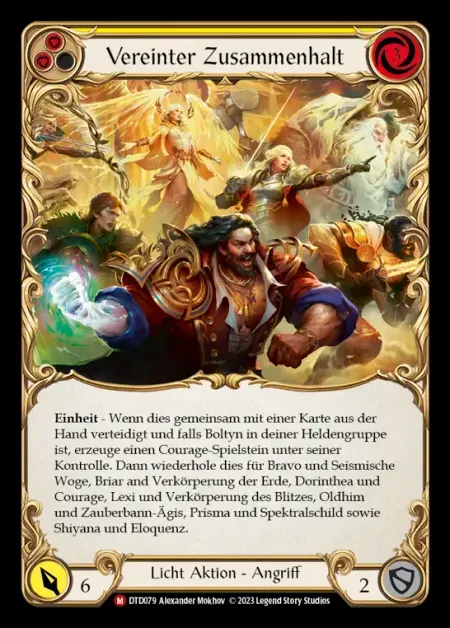 Vereinter Zusammenhalt
3
Einheit - Wenn dies gemeinsam mit einer Karte aus der
Hand verteidigt und falls Boltyn in deiner Heldengruppe
ist, erzeuge einen Courage-Spielstein unter seiner
Kontrolle. Dann wiederhole dies für Bravo und Seismische
Woge, Briar and Verkörperung der Erde, Dorinthea und
Courage, Lexi und Verkörperung des Blitzes, Oldhim
und Zauberbann-Ägis, Prisma und Spektralschild sowie
Shiyana und Eloquenz.
6
Licht Aktion - Angriff
2
M DTD079 Alexander Mokhov © 2023 Legend Story Studios